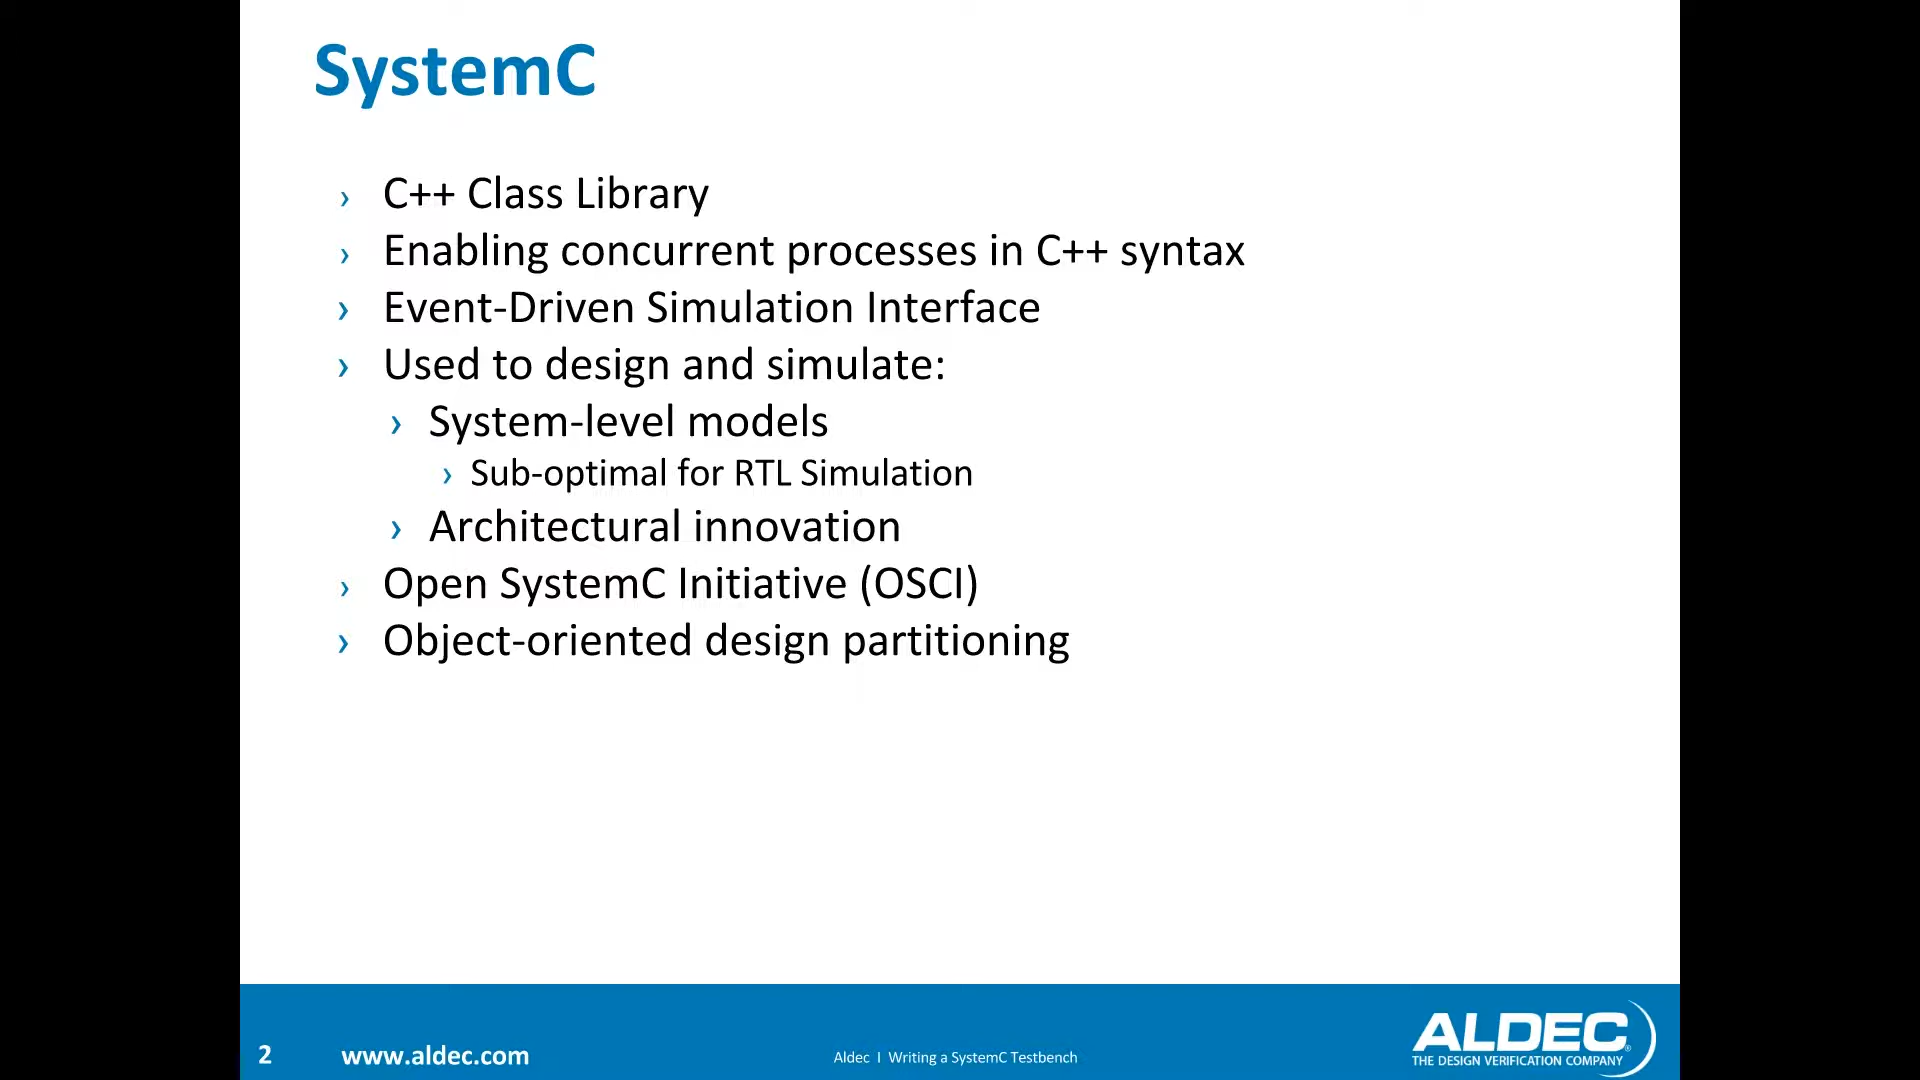 SystemC
› C++ Class Library
› Enabling concurrent processes in C++ syntax
› Event-Driven Simulation Interface
› Used to design and simulate:
› System-level models
› Sub-optimal for RTL Simulation
› Architectural innovation
› Open SystemC Initiative (OSCI)
› Object-oriented design partitioning
2 www.aldec.com Aldec I Writing a SystemC Testbench
ALDEC®
THE DESIGN VERIFICATION COMPANY